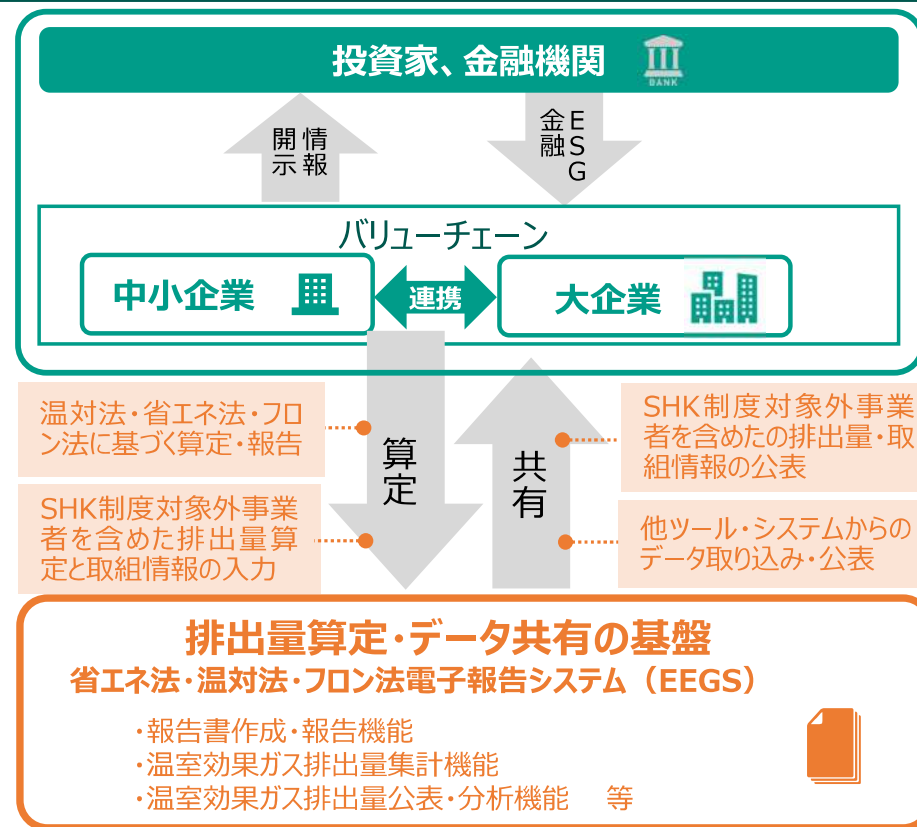 投資家、金融機関
BANK
情報
開示
ESG
金融
バリューチェーン
中小企業
連携
大企業
温対法・省エネ法・フロ
ン法に基づく算定・報告
SHK制度対象外事業
者を含めた排出量算
定と取組情報の入力
算定
共有
SHK制度対象外事業
者を含めたの排出量・取
組情報の公表
他ツール・システムからの
データ取り込み・公表
排出量算定・データ共有の基盤
省エネ法・温対法・フロン法電子報告システム（EEGS）
・報告書作成・報告機能
・温室効果ガス排出量集計機能
・温室効果ガス排出量公表・分析機能　等